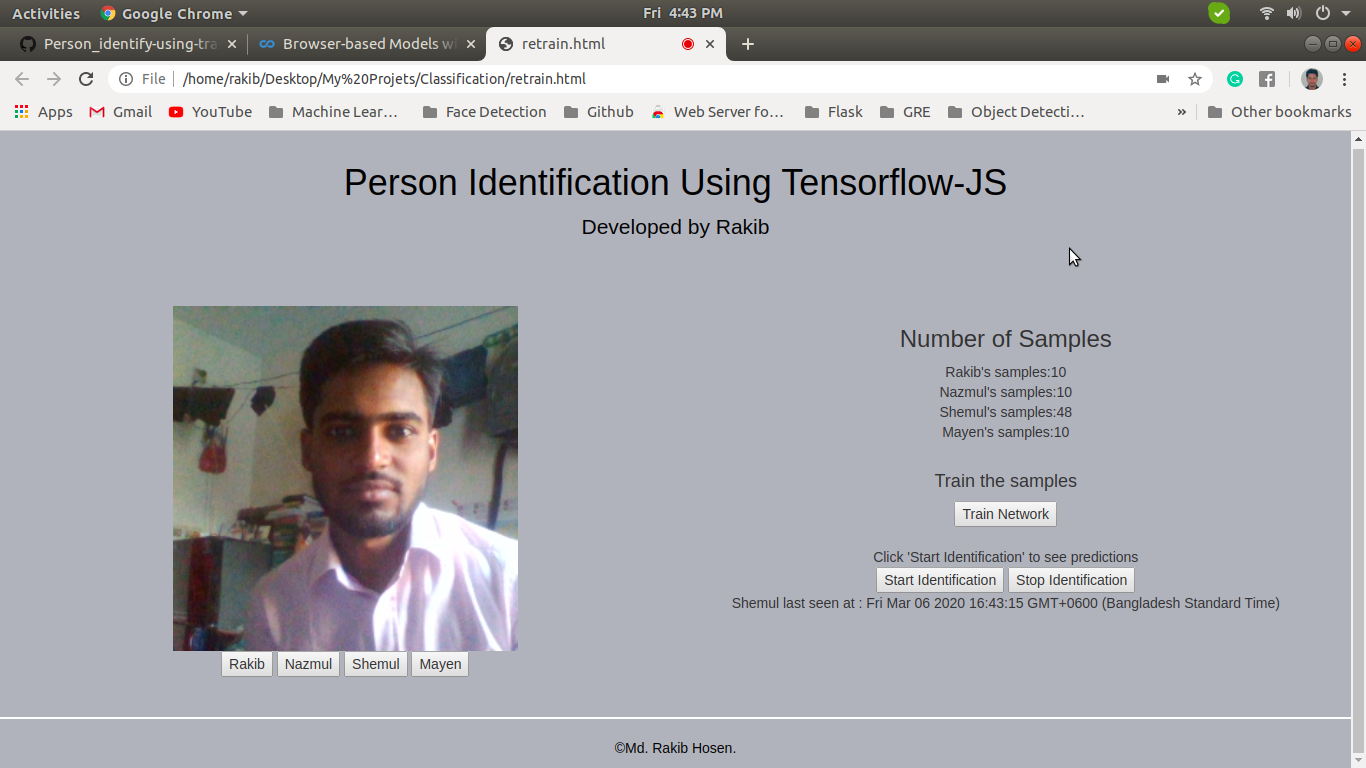 Activities Google Chrome Fri 4:43 PM
Person_identify-using-tra Browser-based Models wi retrain.html
File /home/rakib/Desktop/My%20Projets/Classification/retrain.html
Apps Gmail YouTube Machine Lear… Face Detection Github Web Server fo… Flask GRE Object Detecti… » Other bookmarks
Person Identification Using Tensorflow-JS
Developed by Rakib
Number of Samples
Rakib's samples:10
Nazmul's samples:10
Shemul's samples:48
Mayen's samples:10
Train the samples
Train Network
Click 'Start Identification' to see predictions
Start Identification Stop Identification
Shemul last seen at : Fri Mar 06 2020 16:43:15 GMT+0600 (Bangladesh Standard Time)
Rakib Nazmul Shemul Mayen
©Md. Rakib Hosen.